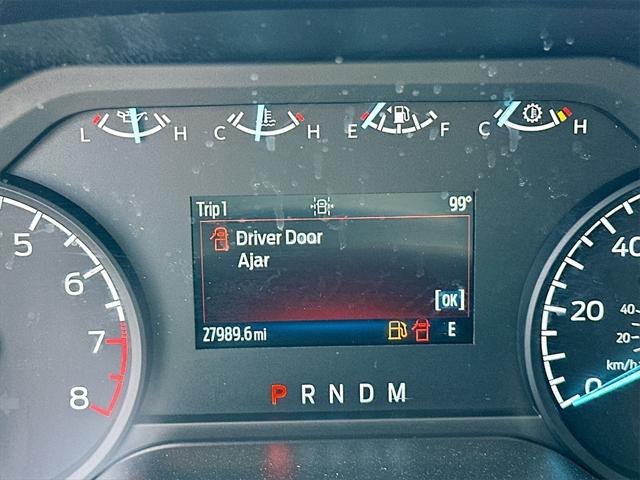 L H C H E F C H
Trip 1 99°
Driver Door
Ajar
[OK]
27989.6 mi E
P R N D M
5
6
7
8
40
20
0
40
20
km/h